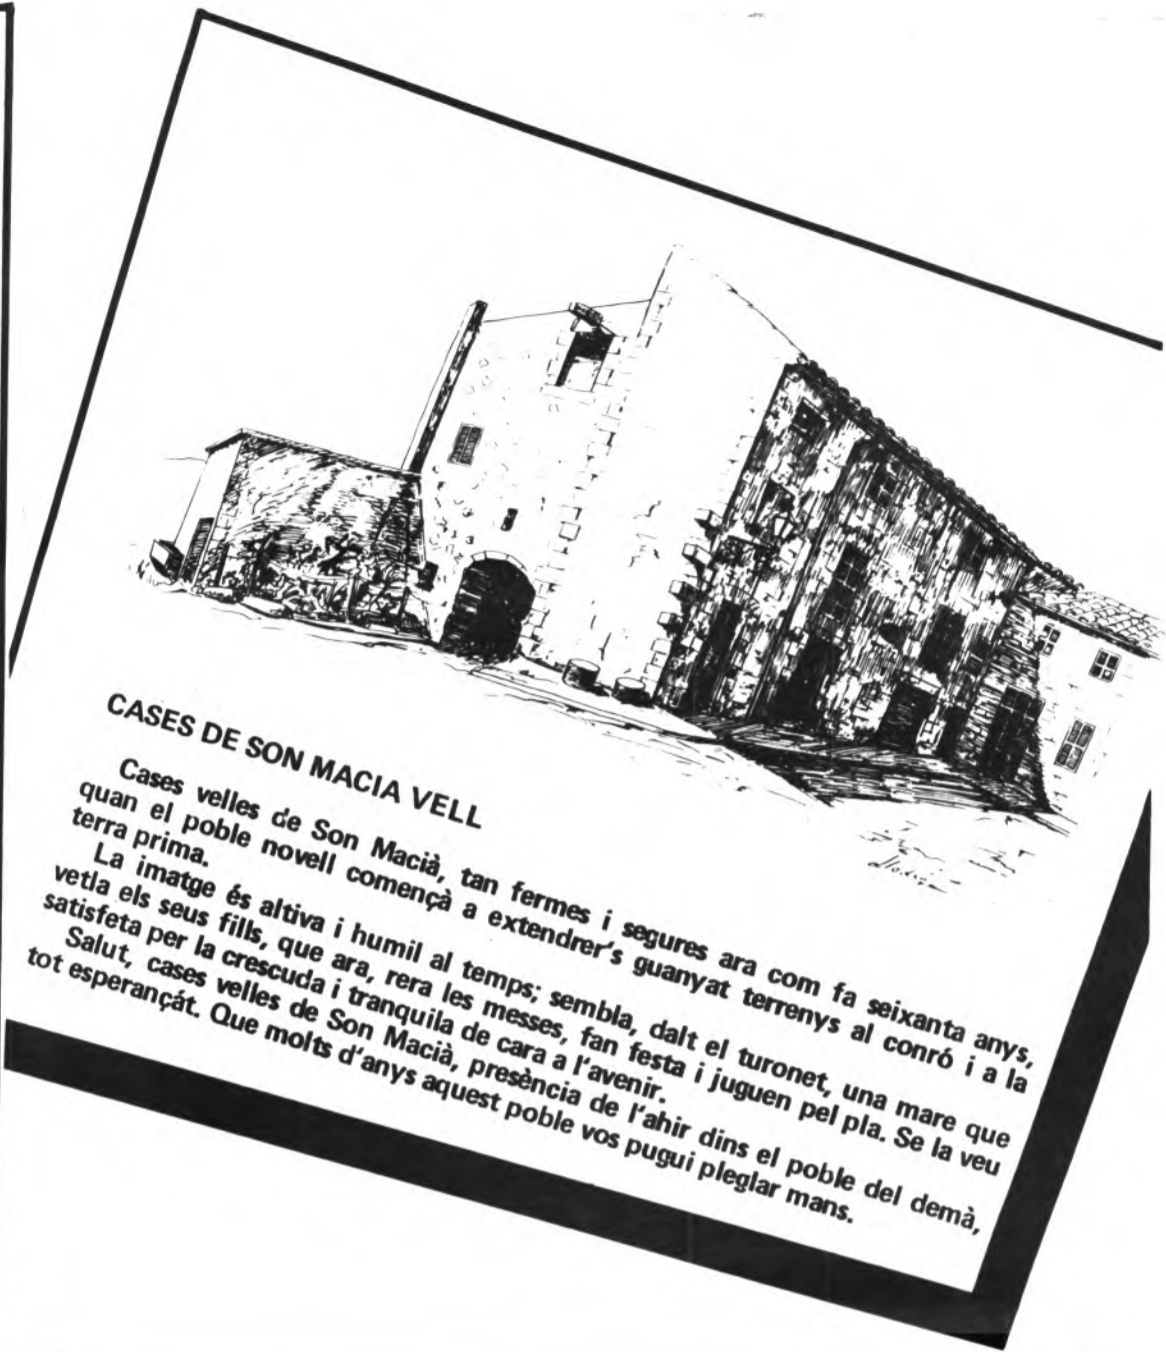 CASES DE SON MACIA VELL
Cases velles de Son Macià, tan fermes i segures ara com fa seixanta anys,
quan el poble novell començà a extendrer's guanyat terrenys al conró i a la
terra prima.
La imatge és altiva i humil al temps; sembla, dalt el turonet, una mare que
vetla els seus fills, que ara, rera les messes, fan festa i juguen pel pla. Se la veu
satisfeta per la crescuda i tranquila de cara a l'avenir.
Salut, cases velles de Son Macià, presència de l'ahir dins el poble del demà,
tot esperançát. Que molts d'anys aquest poble vos pugui pleglar mans.